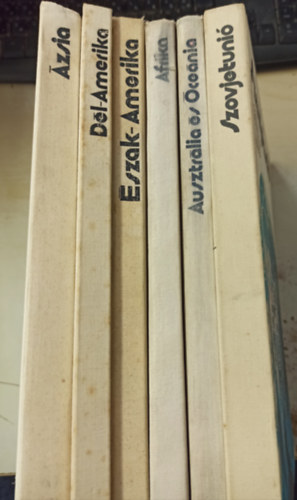 Ázsia
Dél-Amerika
Észak-Amerika
Afrika
Ausztrália és Óceánia
Szovjetunió